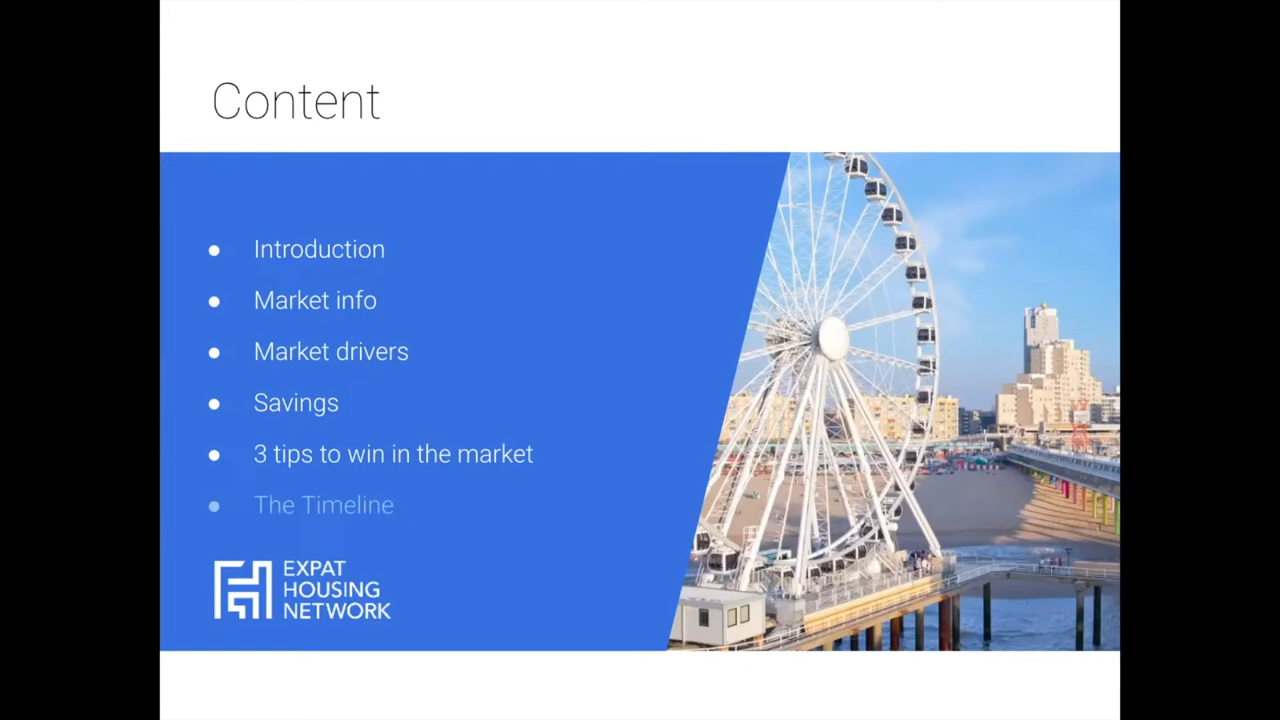 Content
● Introduction
● Market info
● Market drivers
● Savings
● 3 tips to win in the market
● The Timeline
EXPAT
HOUSING
NETWORK